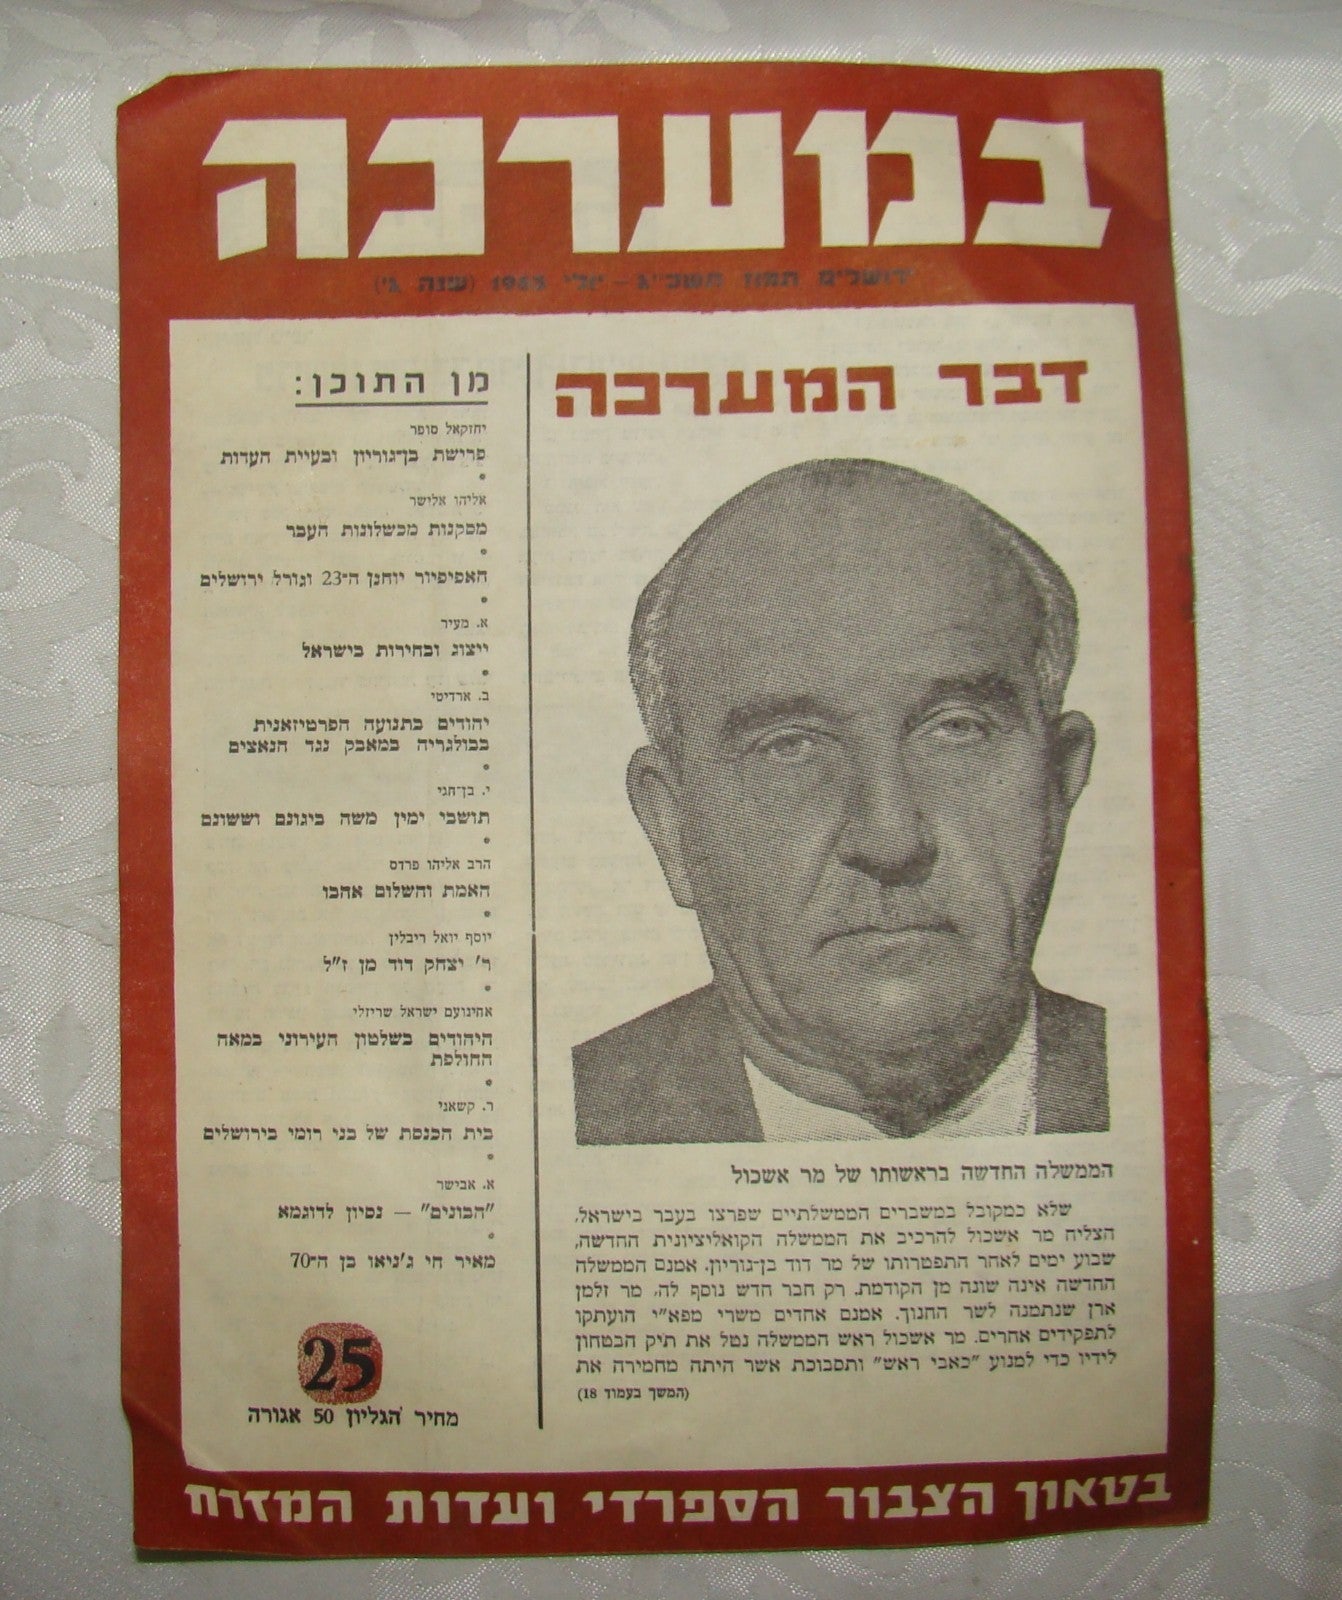 במערכה
ירושלים תמוז תשכ"ג – יולי 1963 (שנה ג')
דבר המערכה
הממשלה החדשה בראשותו של מר אשכול
שלא כמקובל במשברים הממשלתיים שפרצו בעבר בישראל,
הצליח מר אשכול להרכיב את הממשלה הקואליציונית החדשה,
שבוע ימים לאחר התפטרותו של מר דוד בן-גוריון. אמנם הממשלה
החדשה אינה שונה מן הקודמת. רק חבר חדש נוסף לה, מר זלמן
ארן שנתמנה לשר החנוך. אמנם אחדים משרי מפא"י הועתקו
לתפקידים אחרים. מר אשכול ראש הממשלה נטל את תיק הבטחון
לידיו כדי למנוע "כאבי ראש" ותסבוכת אשר היתה מחמירה את
(המשך בעמוד 18)
מן התוכן:
יחזקאל סופר
פרישת בן-גוריון ובעיית העדות
אליהו אלישר
מסקנות מכשלונות העבר
האפיפיור יוחנן ה-23 וגורל ירושלים
א. מעיר
ייצוג ובחירות בישראל
ב. ארדיטי
יהודים בתנועה הפרטיזאנית
בבולגריה במאבק נגד הנאצים
י. בן-חגי
תושבי ימין משה ביגונם וששונם
הרב אליהו פרדס
האמת והשלום אהבו
יוסף יואל ריבלין
ר' יצחק דוד מן ז"ל
אחינועם ישראל שריזלי
היהודים בשלטון העירוני במאה
החולפת
ר. קשאני
בית הכנסת של בני רומי בירושלים
א. אבישר
"הבונים" — נסיון לדוגמא
מאיר חי ג'ניאו בן ה-70
25
מחיר הגליון 50 אגורה
בטאון הצבור הספרדי ועדות המזרח